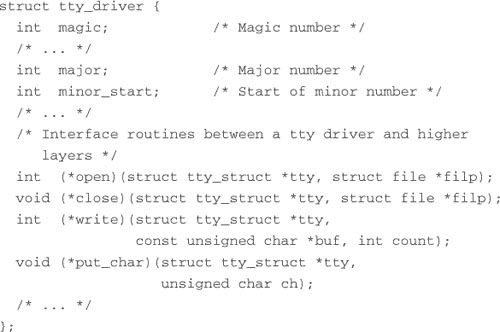 struct tty_driver {
  int  magic;             /* Magic number */
  /* ... */
  int  major;             /* Major number */
  int  minor_start;       /* Start of minor number */
  /* ... */
  /* Interface routines between a tty driver and higher
     layers */
  int  (*open)(struct tty_struct *tty, struct file *filp);
  void (*close)(struct tty_struct *tty, struct file *filp);
  int  (*write)(struct tty_struct *tty,
                const unsigned char *buf, int count);
  void (*put_char)(struct tty_struct *tty,
                   unsigned char ch);
  /* ... */
};